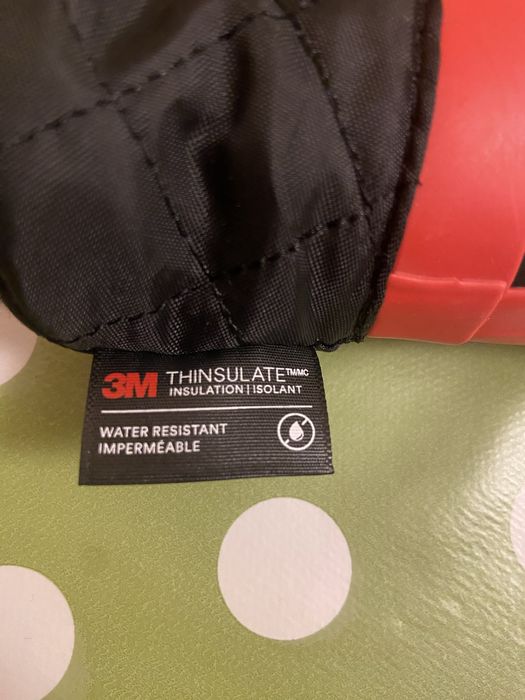 3M THINSULATE™/MC
INSULATION | ISOLANT
WATER RESISTANT
IMPERMÉABLE